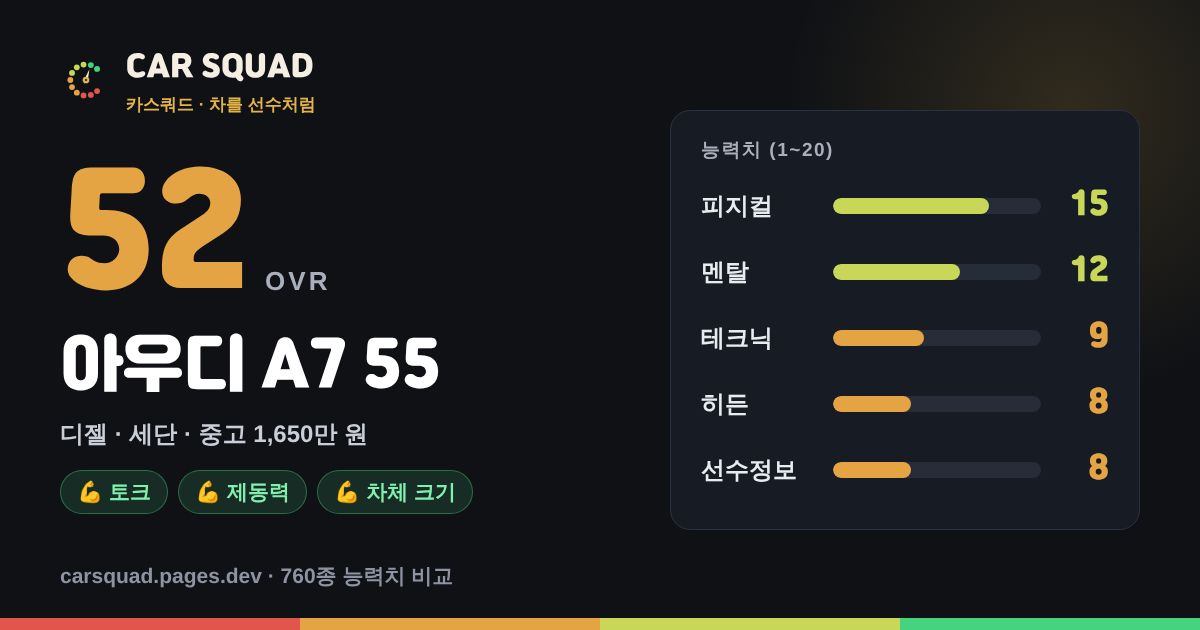 CAR SQUAD
카스쿼드 · 차를 선수처럼
52 OVR
아우디 A7 55
디젤 · 세단 · 중고 1,650만 원
💪 토크 💪 제동력 💪 차체 크기
carsquad.pages.dev · 760종 능력치 비교
능력치 (1~20)
피지컬 15
멘탈 12
테크닉 9
히든 8
선수정보 8